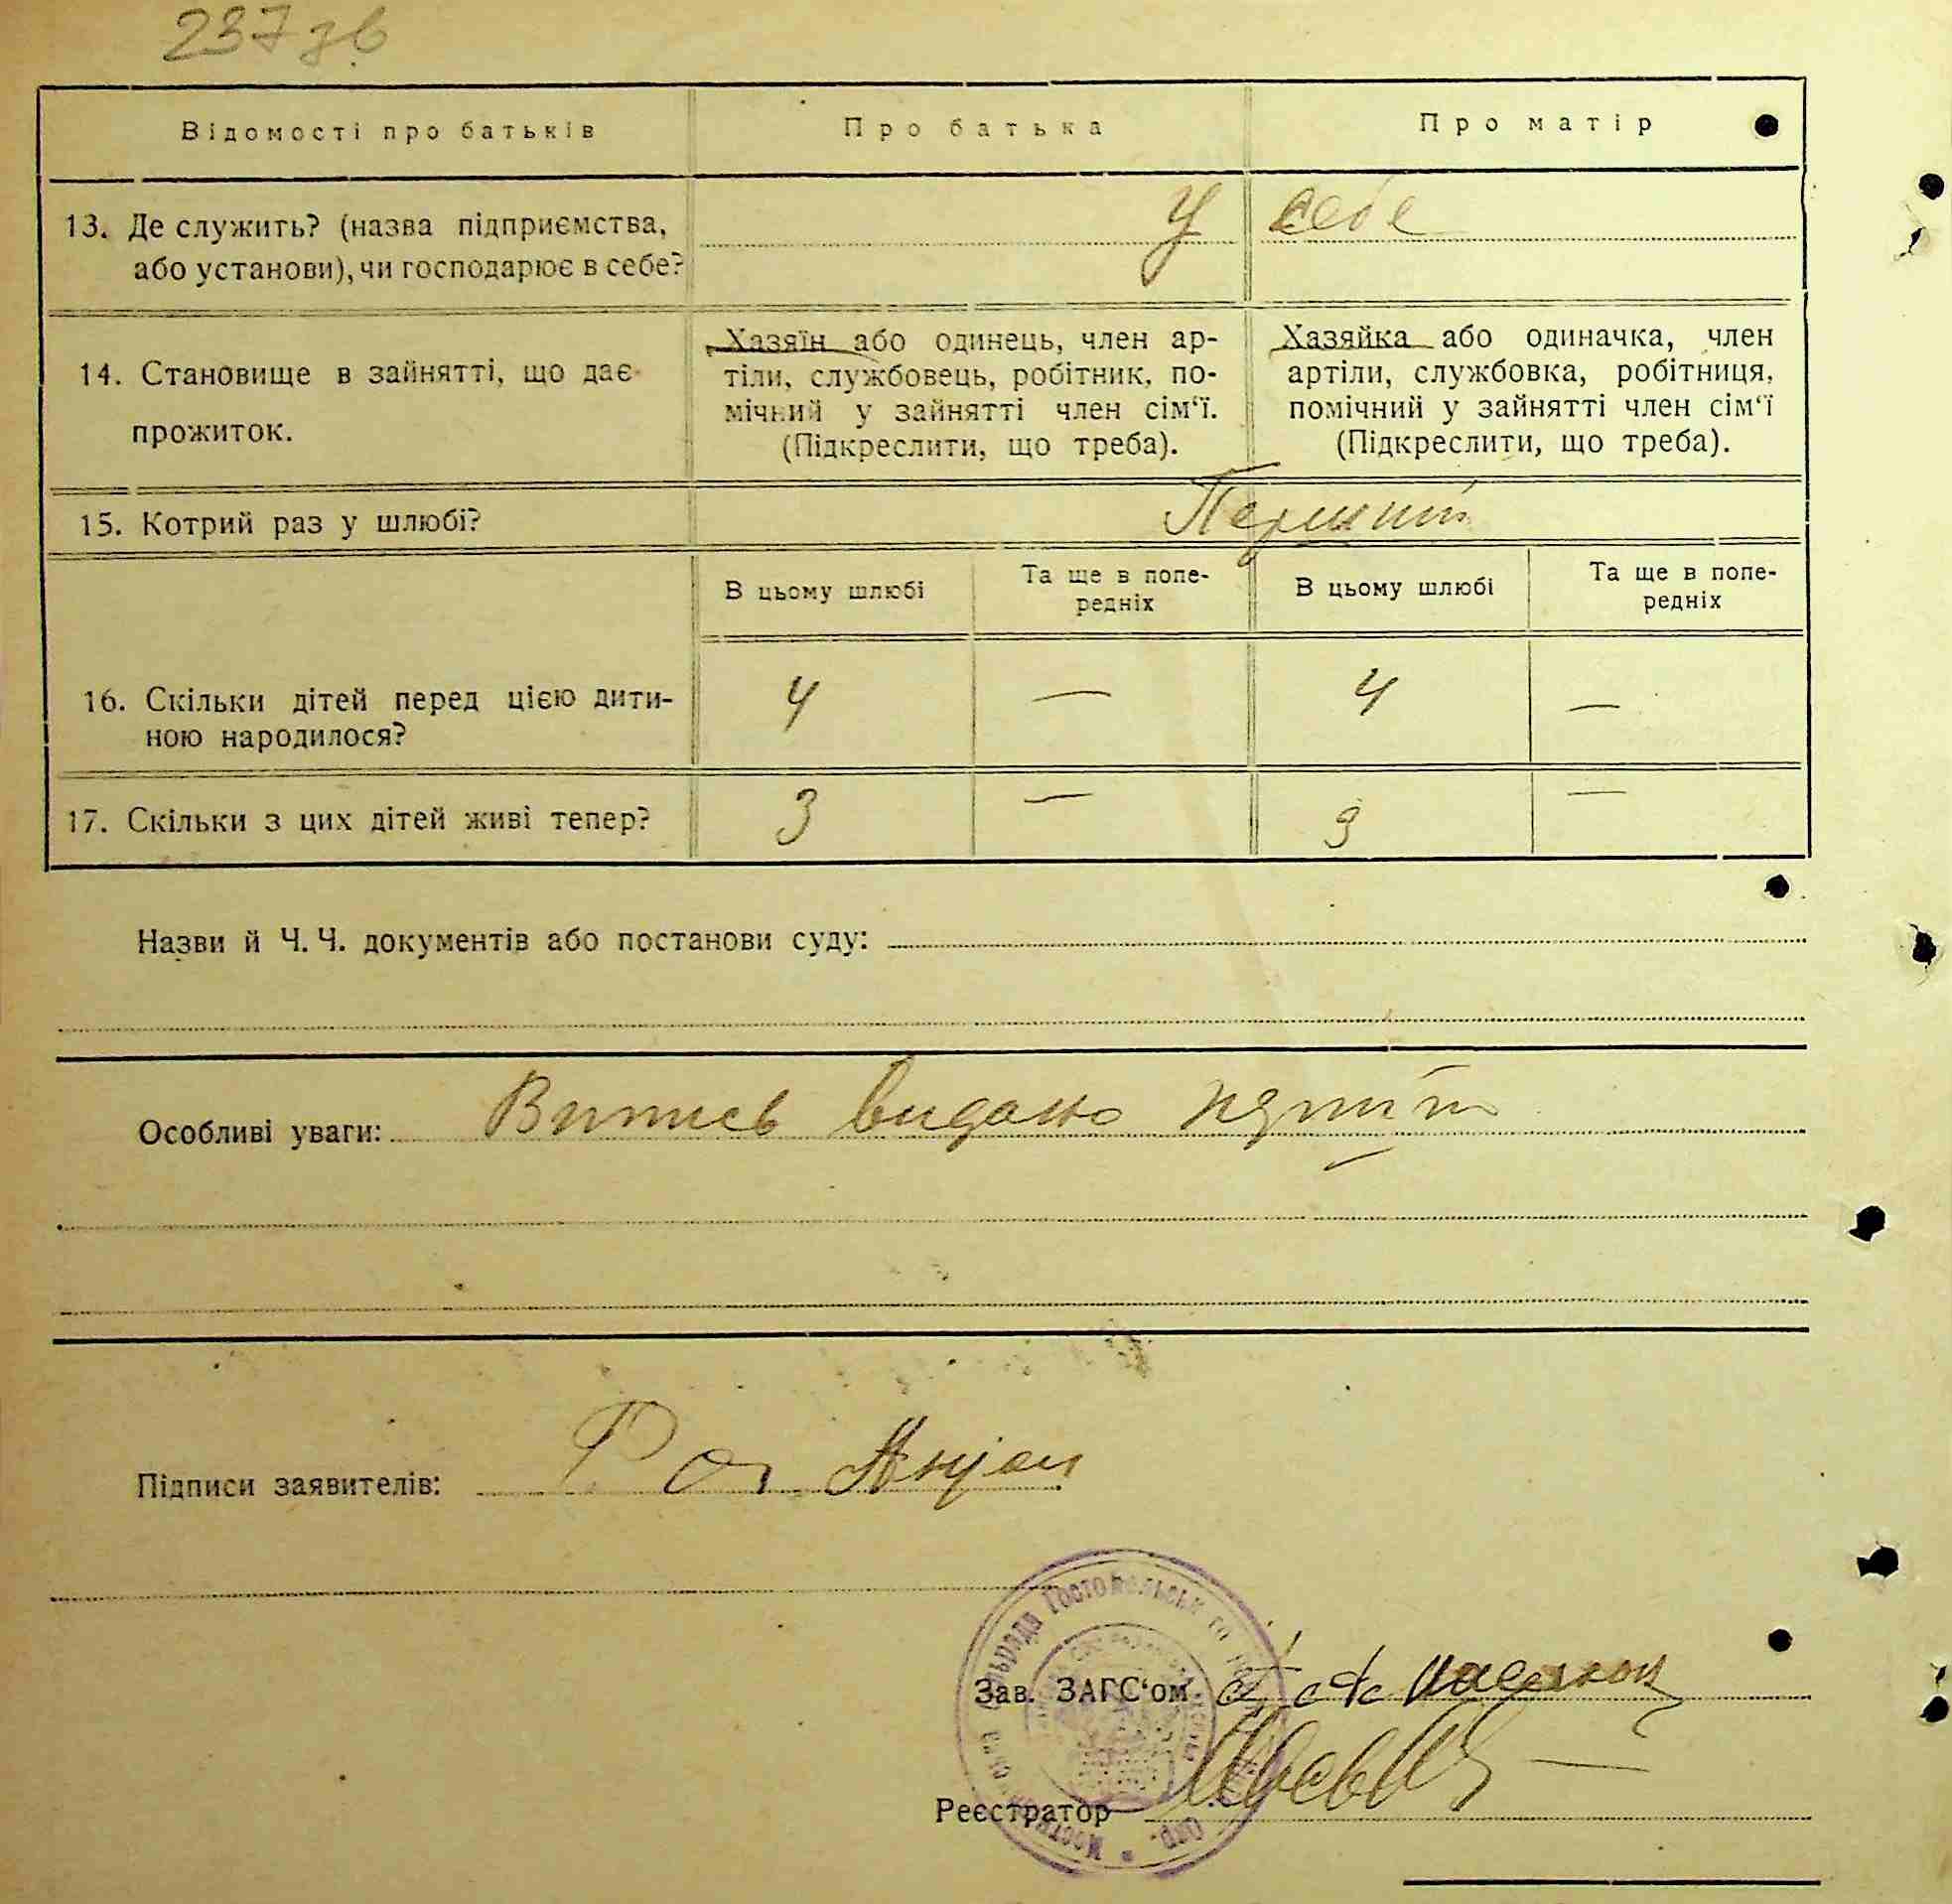 237 зв
Відомості про батьків
Про батька
Про матір
13. Де служить? (назва підприємства,
або установи), чи господарює в себе?
У себе
14. Становище в зайнятті, що дає
прожиток.
Хазяїн або одинець, член ар-
тіли, службовець, робітник, по-
мічний у зайнятті член сім‘ї.
(Підкреслити, що треба).
Хазяйка або одиначка, член
артіли, службовка, робітниця,
помічний у зайнятті член сім‘ї
(Підкреслити, що треба).
15. Котрий раз у шлюбі?
Перший
В цьому шлюбі
Та ще в попе-
редніх
В цьому шлюбі
Та ще в попе-
редніх
16. Скільки дітей перед цією дити-
ною народилося?
4 — 4 —
17. Скільки з цих дітей живі тепер?
3 — 3 —
Назви й Ч. Ч. документів або постанови суду:
Особливі уваги: Витись видано
Підписи заявителів:
Зав. ЗАГС‘ом
Реєстратор